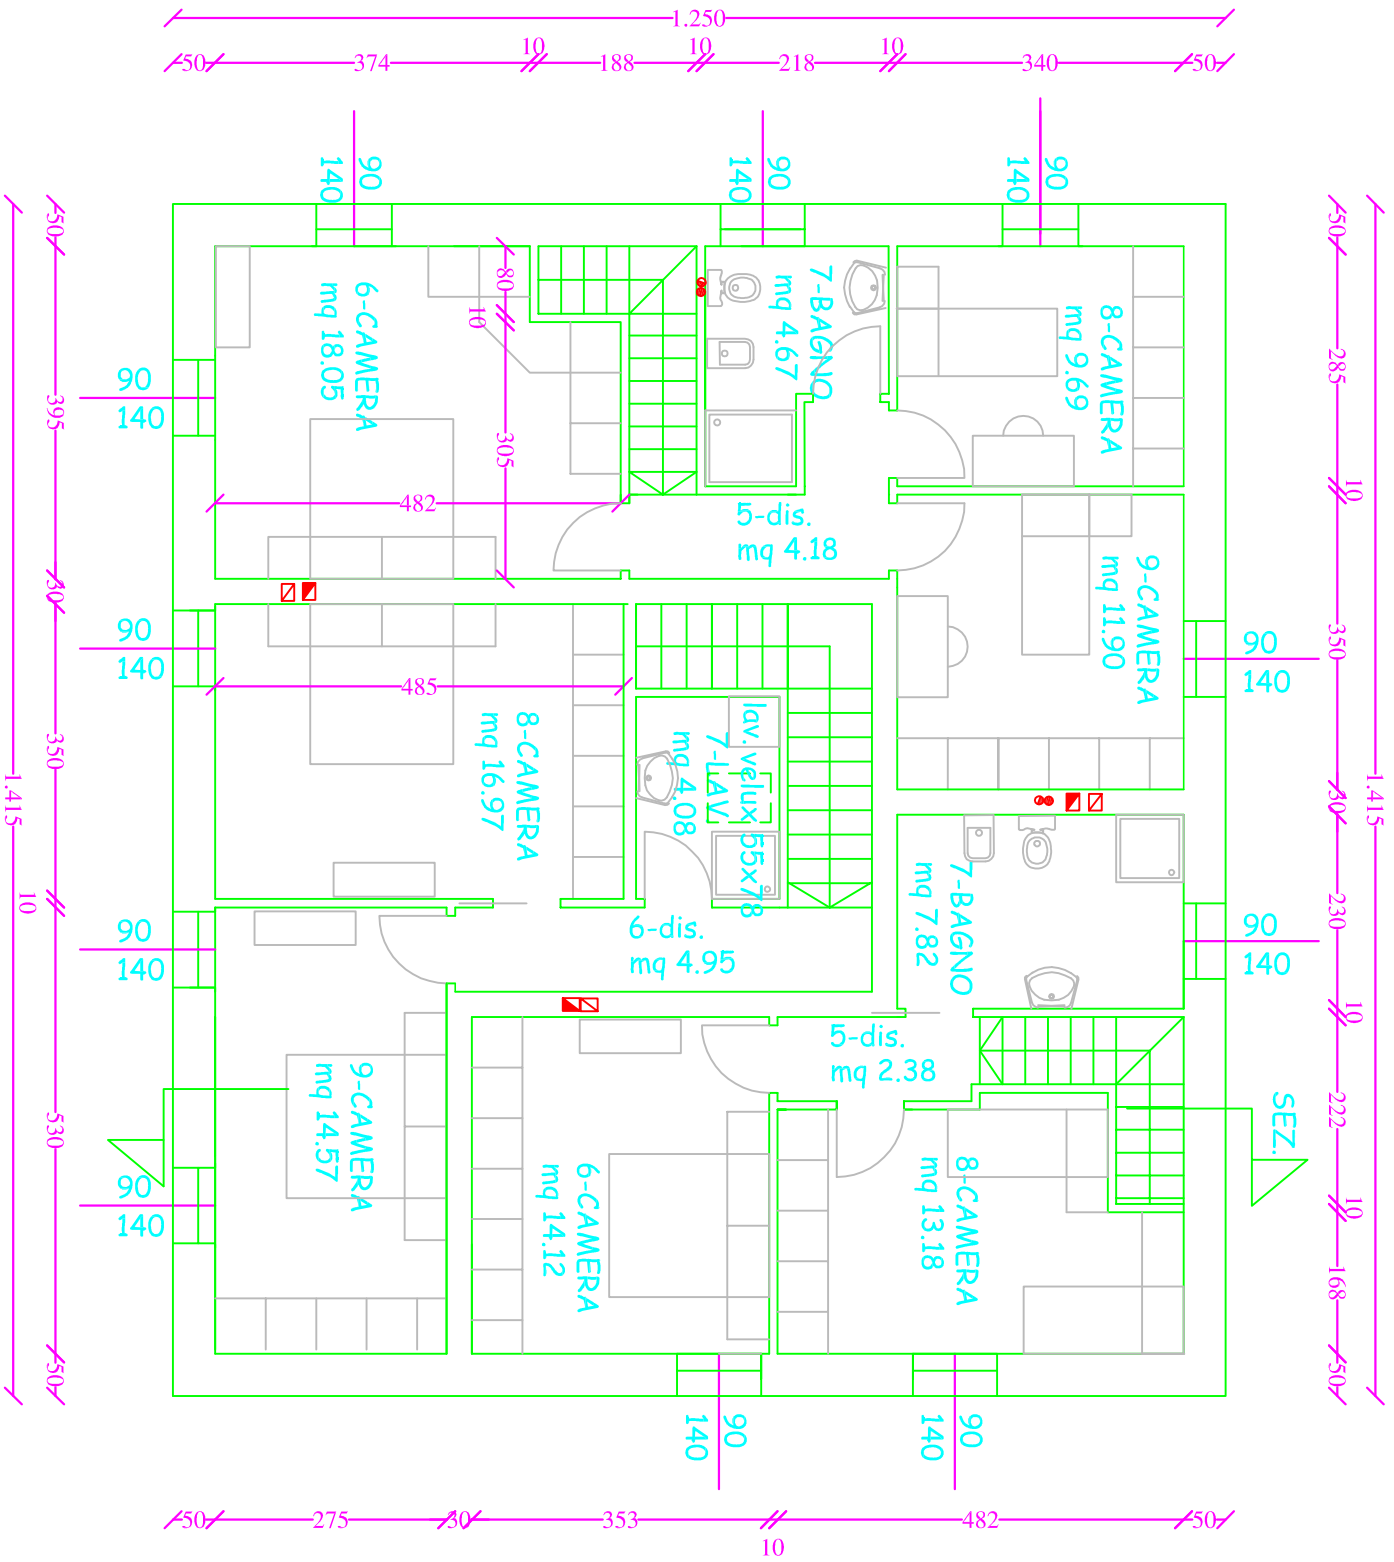 1.250
50
374
10
188
10
218
10
340
50
90
140
90
140
90
140
1.415
50
395
30
350
10
530
50
1.415
50
285
10
350
30
230
10
222
10
168
50
6-CAMERA
mq 18.05
80
10
305
482
7-BAGNO
mq 4.67
8-CAMERA
mq 9.69
90
140
5-dis.
mq 4.18
9-CAMERA
mq 11.90
90
140
90
140
485
8-CAMERA
mq 16.97
lav.velux 55x78
7-LAV
mq 4.08
6-dis.
mq 4.95
7-BAGNO
mq 7.82
90
140
90
140
5-dis.
mq 2.38
9-CAMERA
mq 14.57
6-CAMERA
mq 14.12
8-CAMERA
mq 13.18
SEZ.
90
140
90
140
90
140
50
275
30
353
10
482
50